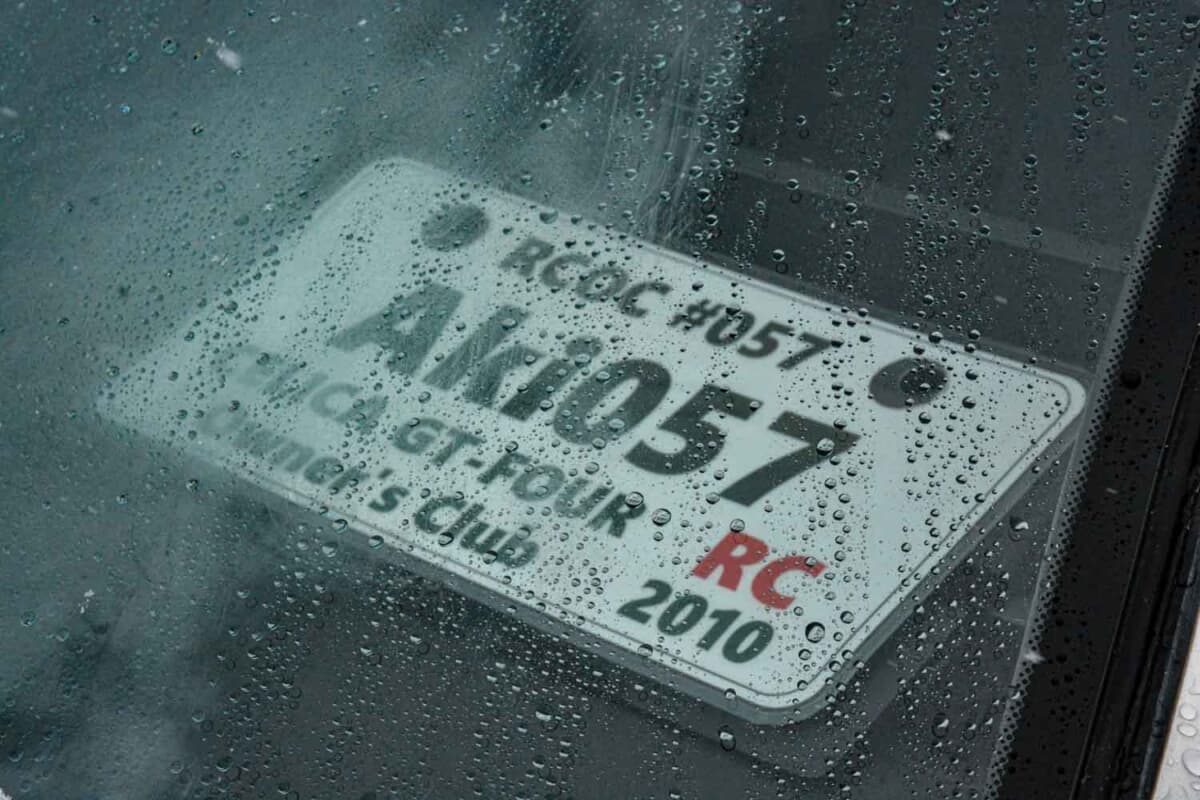 RCOC #057
Aki057
CELICA GT-FOUR
Owner's Club
RC
2010